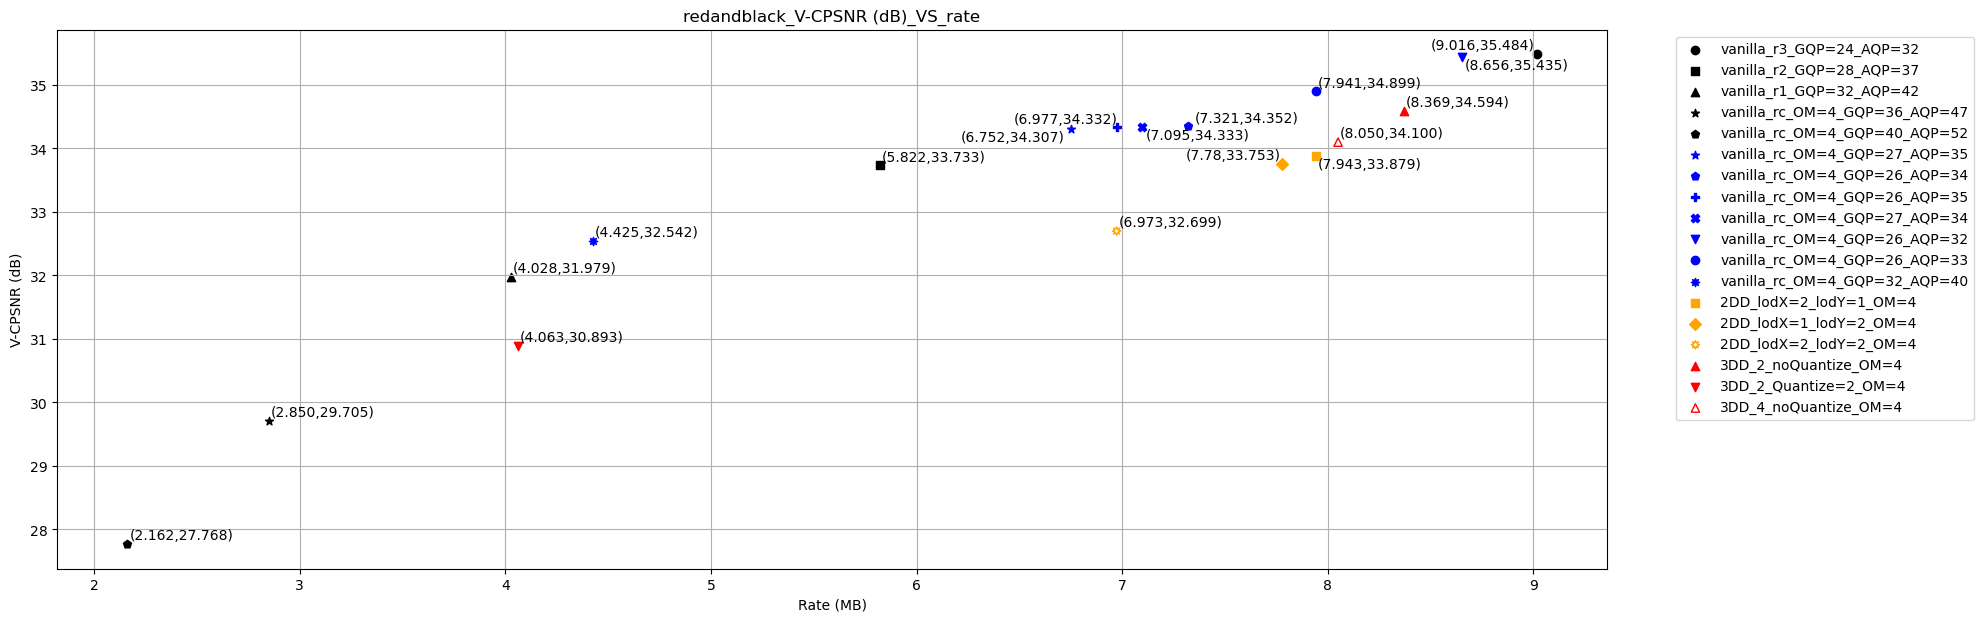 redandblack_V-CPSNR (dB)_VS_rate
V-CPSNR (dB)
35
34
33
32
31
30
29
28
(9.016,35.484)
(8.656,35.435)
(7.941,34.899)
(8.369,34.594)
(6.977,34.332)
(7.321,34.352)
(6.752,34.307)
(7.095,34.333)
(8.050,34.100)
(5.822,33.733)
(7.78,33.753)
(7.943,33.879)
(6.973,32.699)
(4.425,32.542)
(4.028,31.979)
(4.063,30.893)
(2.850,29.705)
(2.162,27.768)
2 3 4 5 6 7 8 9
Rate (MB)
vanilla_r3_GQP=24_AQP=32
vanilla_r2_GQP=28_AQP=37
vanilla_r1_GQP=32_AQP=42
vanilla_rc_OM=4_GQP=36_AQP=47
vanilla_rc_OM=4_GQP=40_AQP=52
vanilla_rc_OM=4_GQP=27_AQP=35
vanilla_rc_OM=4_GQP=26_AQP=34
vanilla_rc_OM=4_GQP=26_AQP=35
vanilla_rc_OM=4_GQP=27_AQP=34
vanilla_rc_OM=4_GQP=26_AQP=32
vanilla_rc_OM=4_GQP=26_AQP=33
vanilla_rc_OM=4_GQP=32_AQP=40
2DD_lodX=2_lodY=1_OM=4
2DD_lodX=1_lodY=2_OM=4
2DD_lodX=2_lodY=2_OM=4
3DD_2_noQuantize_OM=4
3DD_2_Quantize=2_OM=4
3DD_4_noQuantize_OM=4